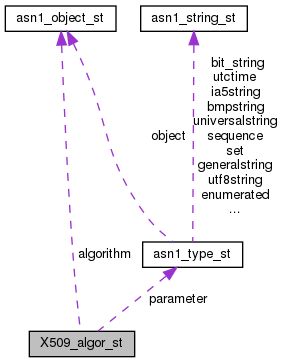 asn1_object_st
asn1_string_st
bit_string
utctime
ia5string
bmpstring
universalstring
sequence
set
generalstring
utf8string
enumerated
...
object
algorithm
asn1_type_st
parameter
X509_algor_st